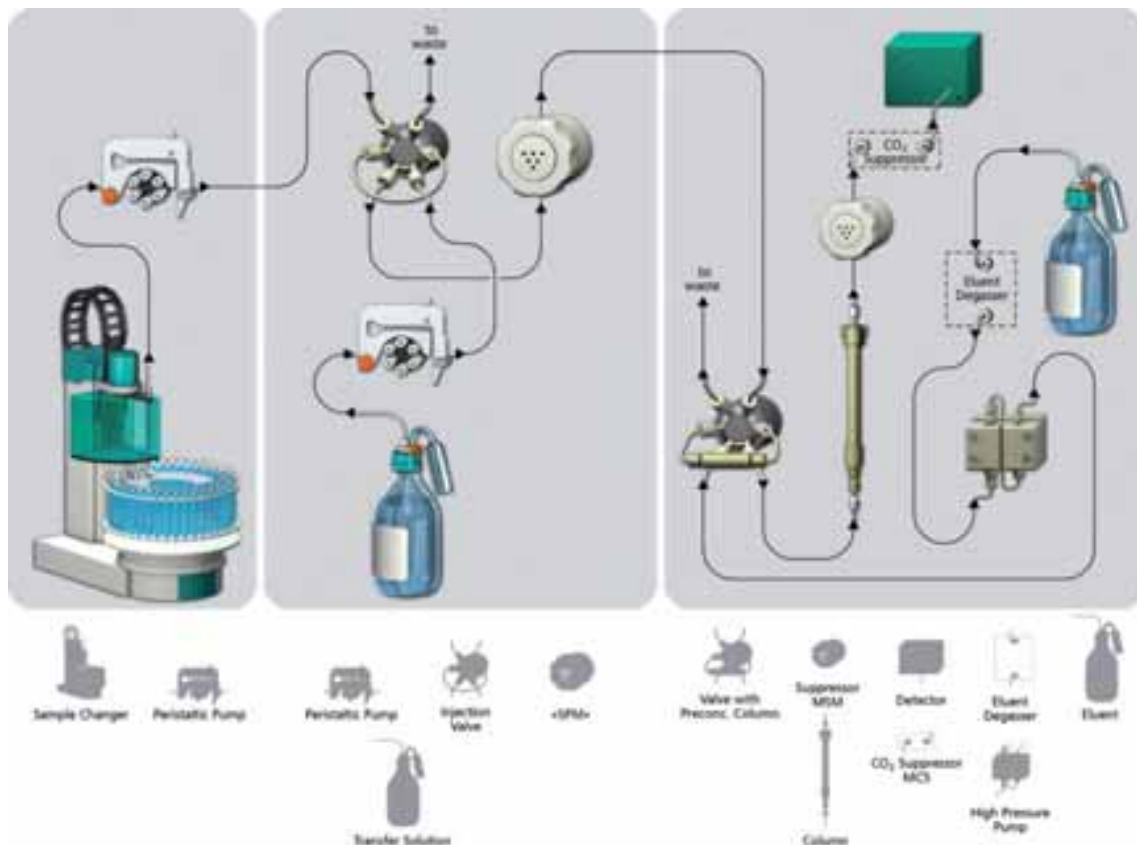 to
waste
CO2
Suppressor
Eluent
Degasser
to
waste
Sample Changer
Peristaltic Pump
Peristaltic Pump
Injection
Valve
«SPM»
Transfer Solution
Valve with
Preconc. Column
Suppressor
MSM
Detector
Eluent
Degasser
Eluent
CO2 Suppressor
MCS
High Pressure
Pump
Column